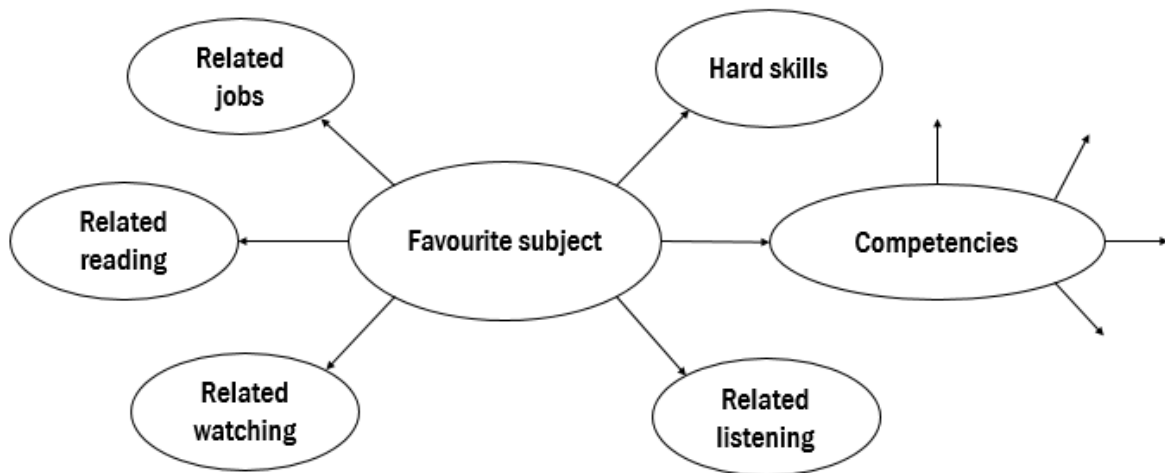 Related
jobs
Hard skills
Related
reading
Favourite subject
Competencies
Related
watching
Related
listening